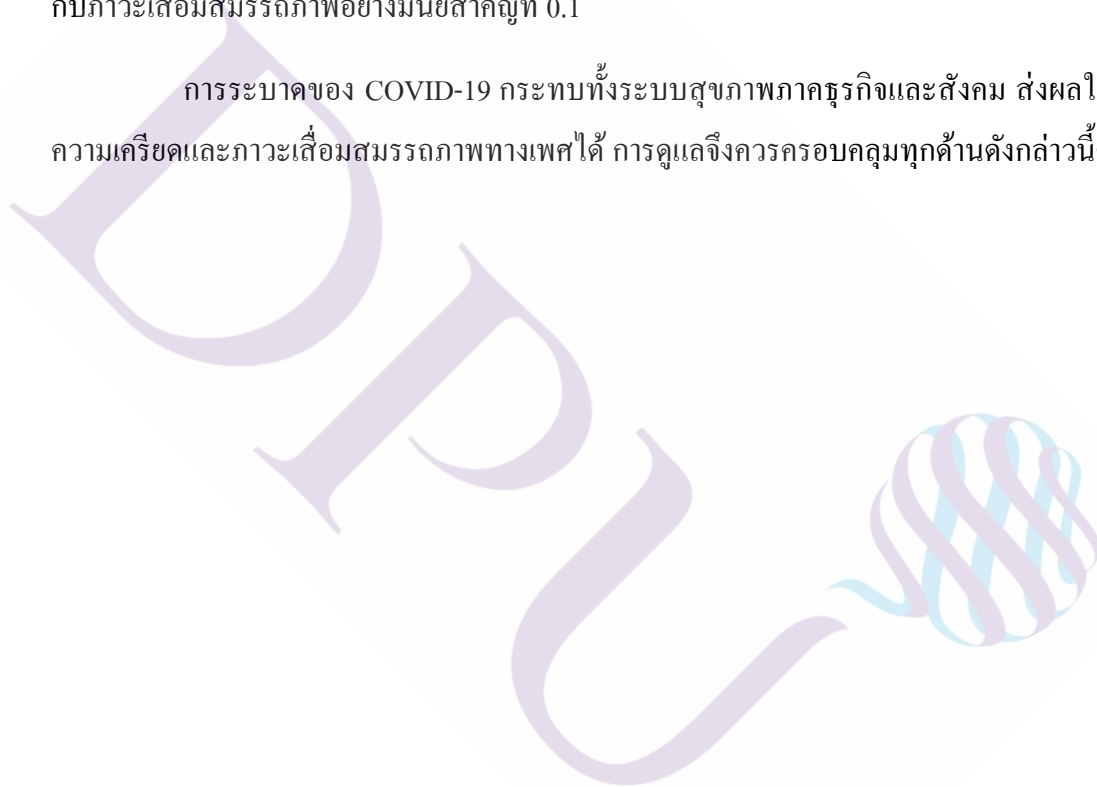 กับภาวะเสื่อมสมรรถภาพอย่างมีนัยสำคัญที่ 0.1
การระบาดของ COVID-19 กระทบทั้งระบบสุขภาพภาคธุรกิจและสังคม ส่งผลใ
ความเครียดและภาวะเสื่อมสมรรถภาพทางเพศได้ การดูแลจึงควรครอบคลุมทุกด้านดังกล่าวนี้
DPU